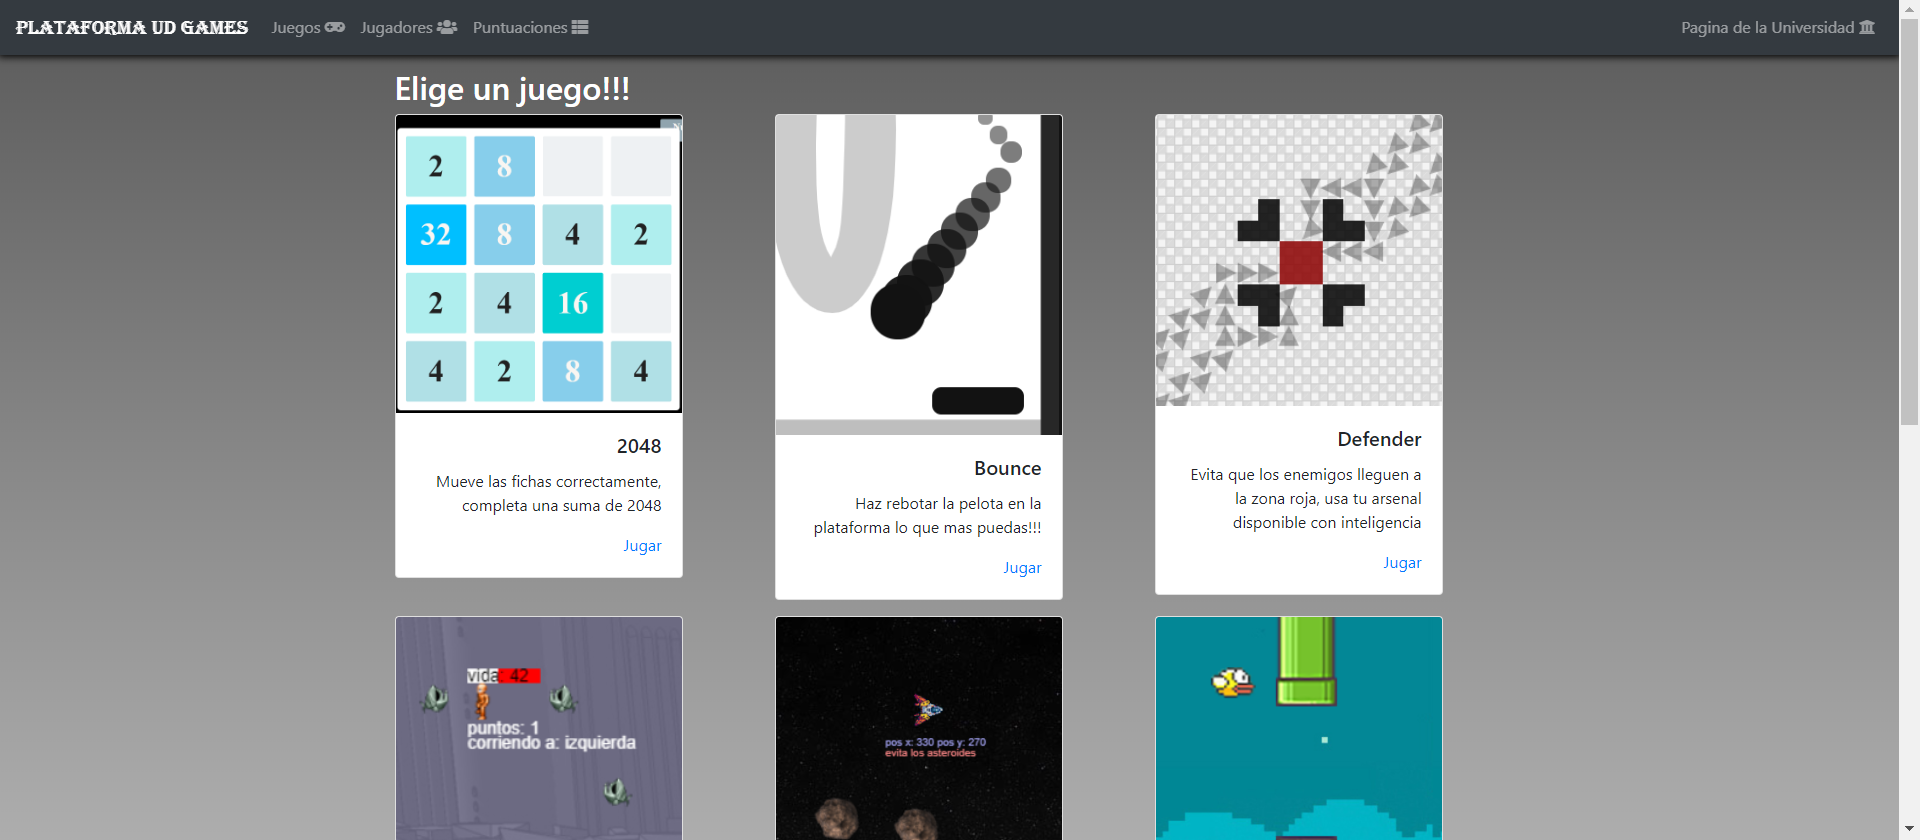 PLATAFORMA UD GAMES Juegos Jugadores Puntuaciones Pagina de la Universidad
Elige un juego!!!
2 8
32 8 4 2
2 4 16
4 2 8 4
2048
Mueve las fichas correctamente,
completa una suma de 2048
Jugar
Bounce
Haz rebotar la pelota en la
plataforma lo que mas puedas!!!
Jugar
Defender
Evita que los enemigos lleguen a
la zona roja, usa tu arsenal
disponible con inteligencia
Jugar
vida 42
puntos: 1
corriendo a: izquierda
pos x: 330 pos y: 270
evita los asteroides